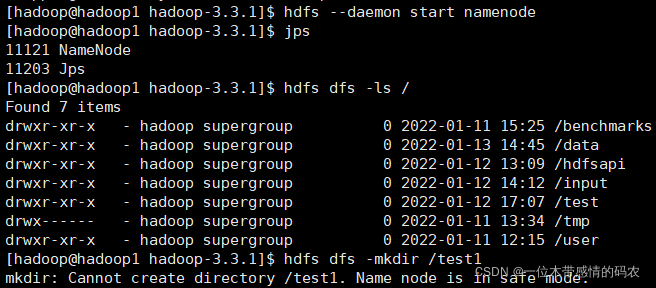 [hadoop@hadoop1 hadoop-3.3.1]$ hdfs --daemon start namenode
[hadoop@hadoop1 hadoop-3.3.1]$ jps
11121 NameNode
11203 Jps
[hadoop@hadoop1 hadoop-3.3.1]$ hdfs dfs -ls /
Found 7 items
drwxr-xr-x   - hadoop supergroup          0 2022-01-11 15:25 /benchmarks
drwxr-xr-x   - hadoop supergroup          0 2022-01-13 14:45 /data
drwxr-xr-x   - hadoop supergroup          0 2022-01-12 13:09 /hdfsapi
drwxr-xr-x   - hadoop supergroup          0 2022-01-12 14:12 /input
drwxr-xr-x   - hadoop supergroup          0 2022-01-12 17:07 /test
drwx------   - hadoop supergroup          0 2022-01-11 13:34 /tmp
drwxr-xr-x   - hadoop supergroup          0 2022-01-11 12:15 /user
[hadoop@hadoop1 hadoop-3.3.1]$ hdfs dfs -mkdir /test1
mkdir: Cannot create directory /test1. Name node is in safe mode.
CSDN @一位木带感情的码农